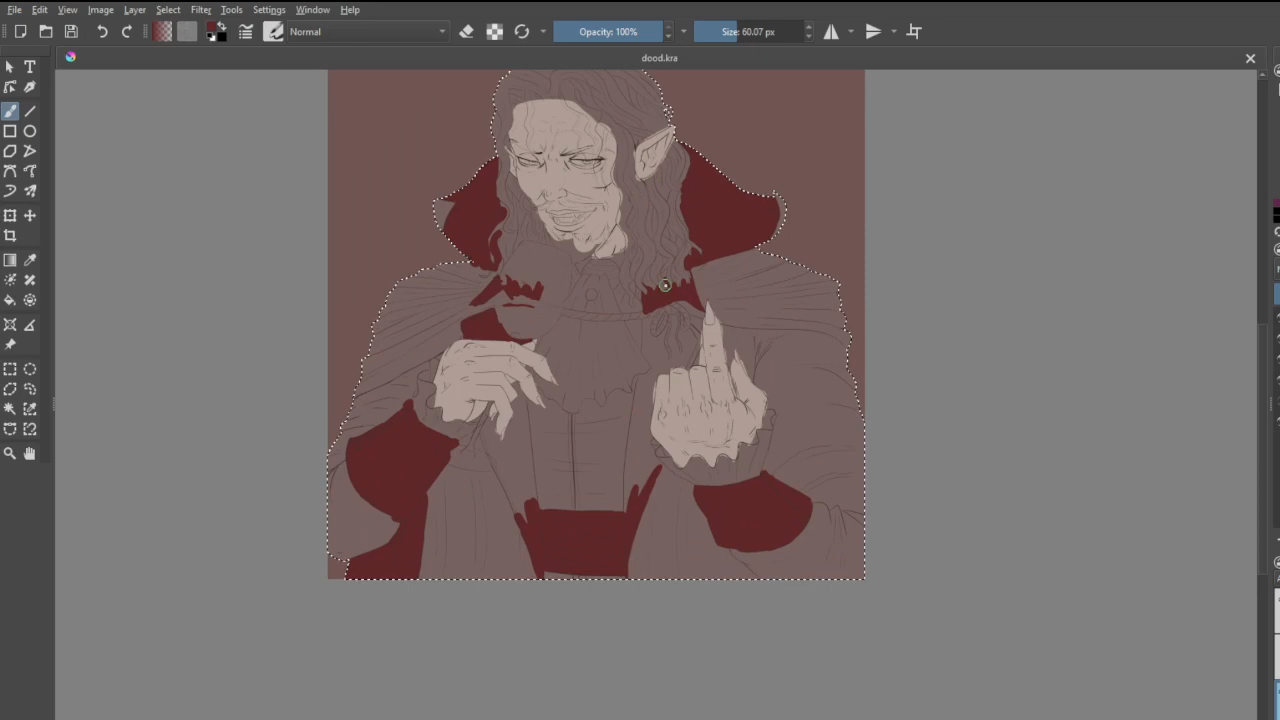 File Edit View Image Layer Select Filter Tools Settings Window Help
Normal Opacity: 100% Size: 60.07 px
dood.kra